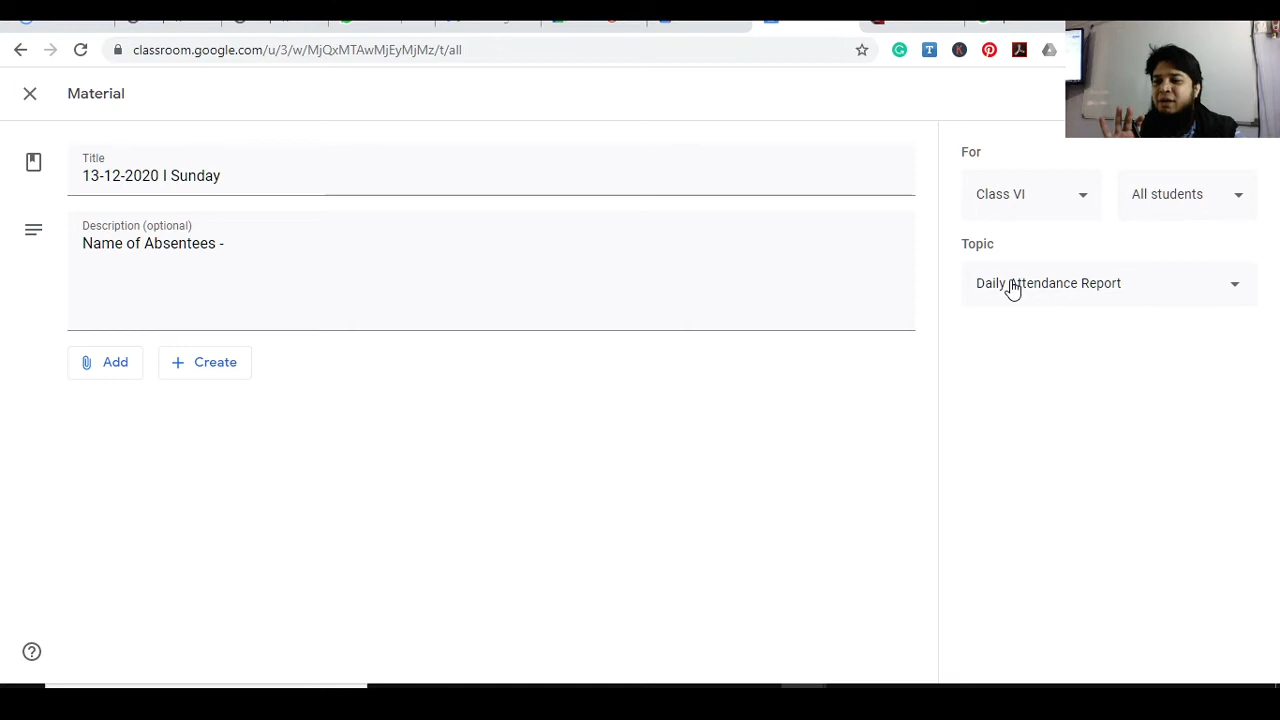 classroom.google.com/u/3/w/MjQxMTAwMjEyMjMz/t/all
Material
Title
13-12-2020 I Sunday
Description (optional)
Name of Absentees -
Add
Create
For
Class VI
All students
Topic
Daily Attendance Report